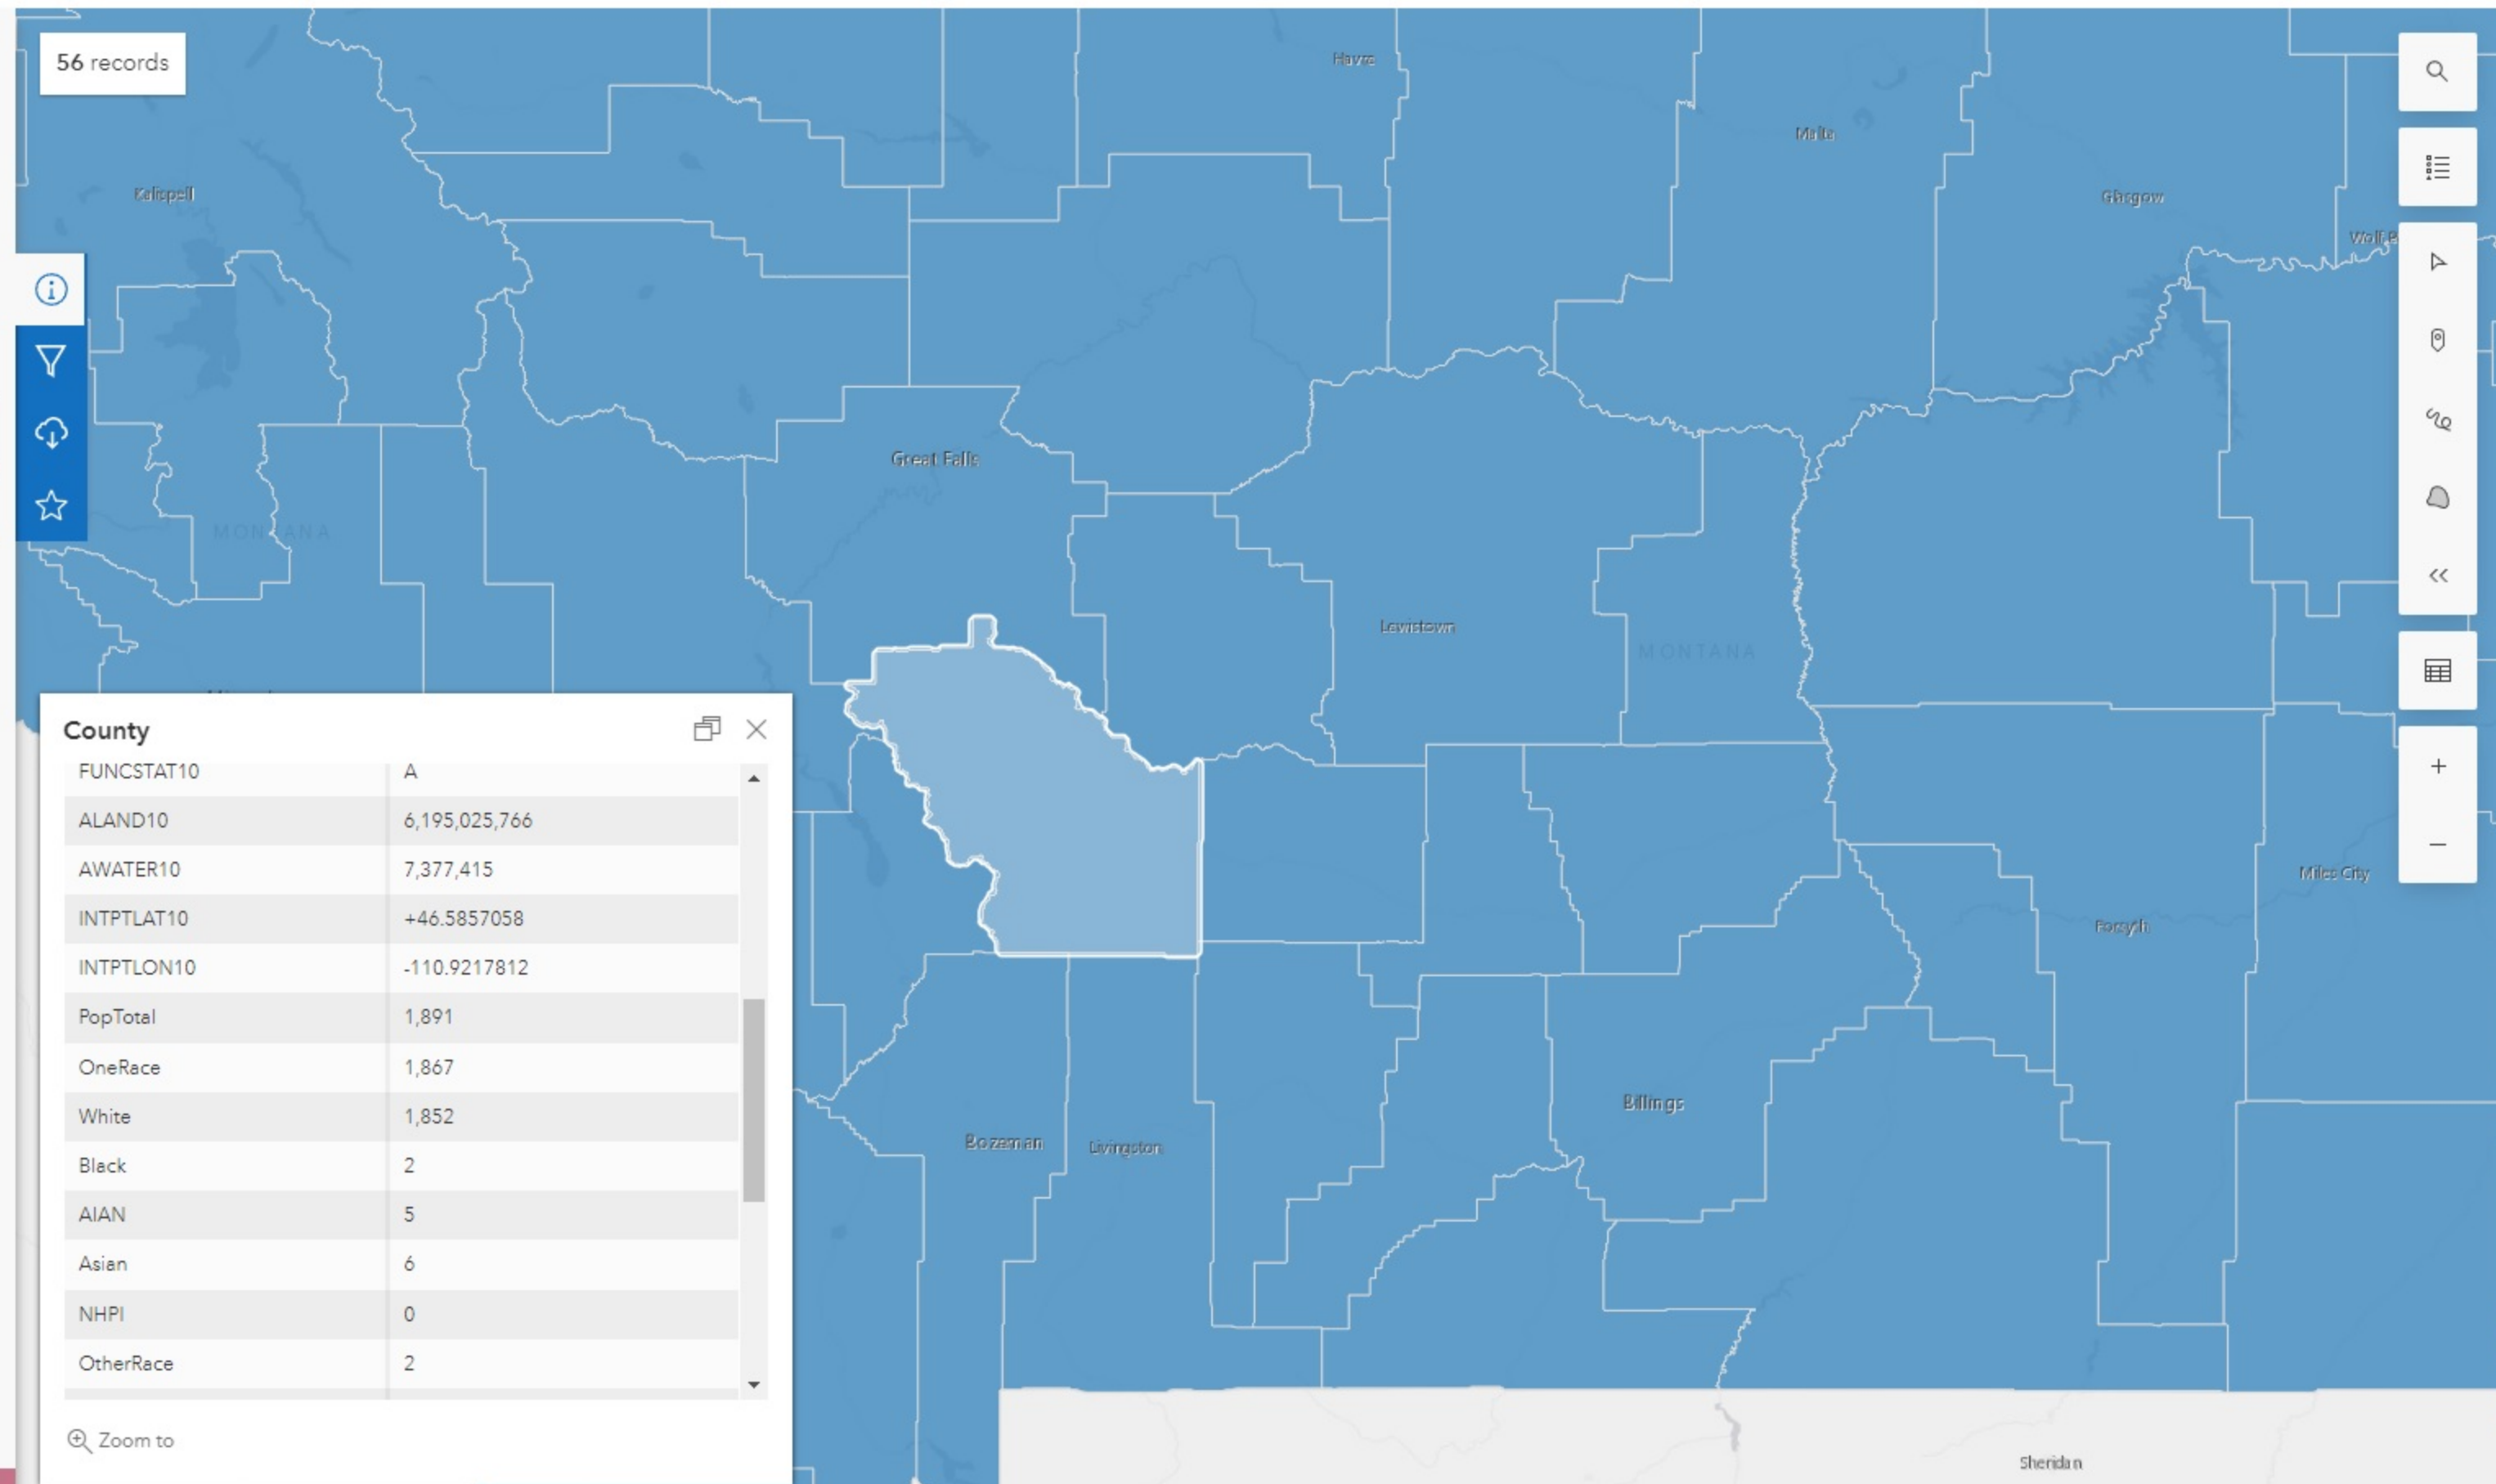 56 records
Havre
Malta
Kalispell
Glasgow
Great Falls
MONTANA
Lewistown
MONTANA
County
FUNCSTAT10 A
ALAND10 6,195,025,766
AWATER10 7,377,415
INTPTLAT10 +46.5857058
INTPTLON10 -110.9217812
PopTotal 1,891
OneRace 1,867
White 1,852
Black 2
AIAN 5
Asian 6
NHPI 0
OtherRace 2
Zoom to
Miles City
Forsyth
Billings
Bozeman
Livingston
Sheridan